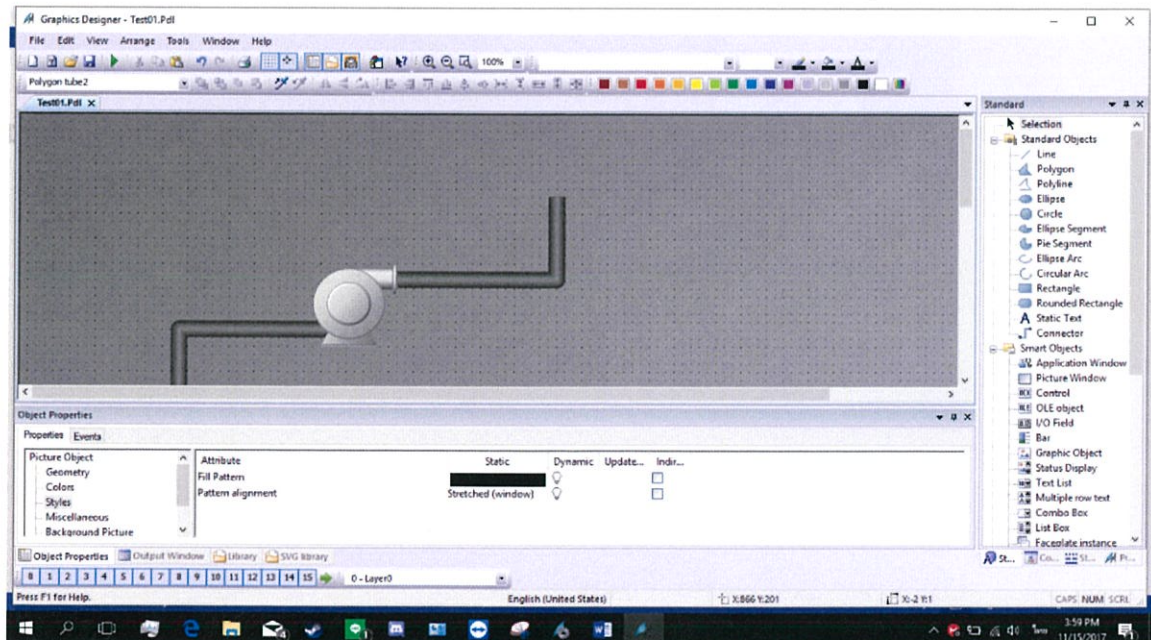 Graphics Designer - Test01.Pdl
File Edit View Arrange Tools Window Help
100%
Polygon tube2
Test01.Pdl
Standard
Selection
Standard Objects
Line
Polygon
Polyline
Ellipse
Circle
Ellipse Segment
Pie Segment
Ellipse Arc
Circular Arc
Rectangle
Rounded Rectangle
Static Text
Connector
Smart Objects
Application Window
Picture Window
Control
OLE object
I/O Field
Bar
Graphic Object
Status Display
Text List
Multiple row text
Combo Box
List Box
Faceplate instance
St... Co... St... Pr...
Object Properties
Properties Events
Picture Object
Geometry
Colors
Styles
Miscellaneous
Background Picture
Attribute Static Dynamic Update... Indir...
Fill Pattern
Pattern alignment Stretched (window)
Object Properties Output Window Library SVG library
0 1 2 3 4 5 6 7 8 9 10 11 12 13 14 15 0 - Layer0
Press F1 for Help. English (United States) X:866 Y:201 X:-2 Y:1 CAPS NUM SCRL
3:59 PM
11/15/2017